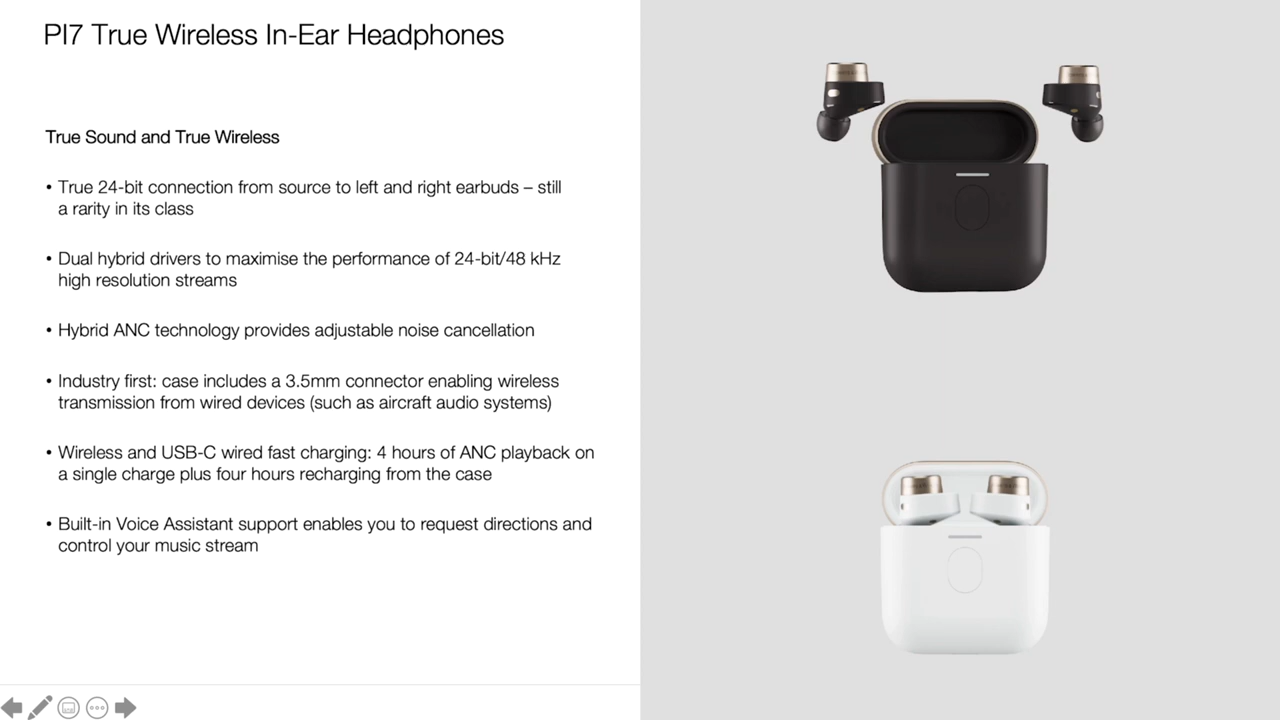 PI7 True Wireless In-Ear Headphones
True Sound and True Wireless
• True 24-bit connection from source to left and right earbuds – still
a rarity in its class
• Dual hybrid drivers to maximise the performance of 24-bit/48 kHz
high resolution streams
• Hybrid ANC technology provides adjustable noise cancellation
• Industry first: case includes a 3.5mm connector enabling wireless
transmission from wired devices (such as aircraft audio systems)
• Wireless and USB-C wired fast charging: 4 hours of ANC playback on
a single charge plus four hours recharging from the case
• Built-in Voice Assistant support enables you to request directions and
control your music stream